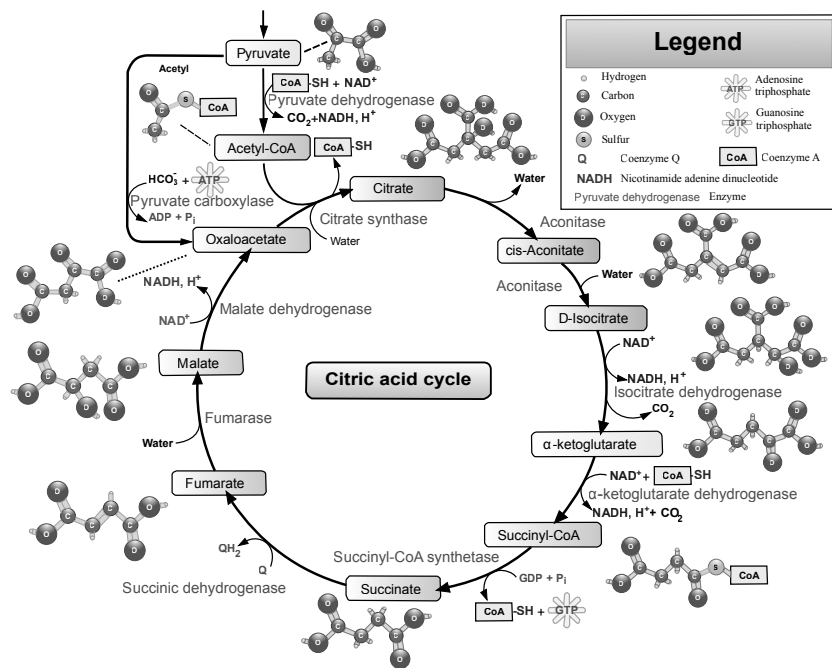 Legend
Hydrogen
Carbon
Oxygen
Sulfur
Q Coenzyme Q
NADH Nicotinamide adenine dinucleotide
Pyruvate dehydrogenase Enzyme
ATP Adenosine triphosphate
GTP Guanosine triphosphate
CoA Coenzyme A
Pyruvate
Acetyl
CoA
CoA-SH + NAD⁺
Pyruvate dehydrogenase
CO₂+NADH, H⁺
Acetyl-CoA
CoA-SH
HCO₃⁻ + ATP
Pyruvate carboxylase
ADP + Pᵢ
Citrate
Citrate synthase
Water
Water
Aconitase
cis-Aconitate
Aconitase
Water
D-Isocitrate
NAD⁺
NADH, H⁺
Isocitrate dehydrogenase
CO₂
α-ketoglutarate
NAD⁺+ CoA-SH
α-ketoglutarate dehydrogenase
NADH, H⁺+ CO₂
Succinyl-CoA
CoA
Succinyl-CoA synthetase
GDP + Pᵢ
CoA-SH + GTP
Succinate
QH₂
Q
Succinic dehydrogenase
Fumarate
Water
Fumarase
Malate
NADH, H⁺
Malate dehydrogenase
NAD⁺
Oxaloacetate
Citric acid cycle